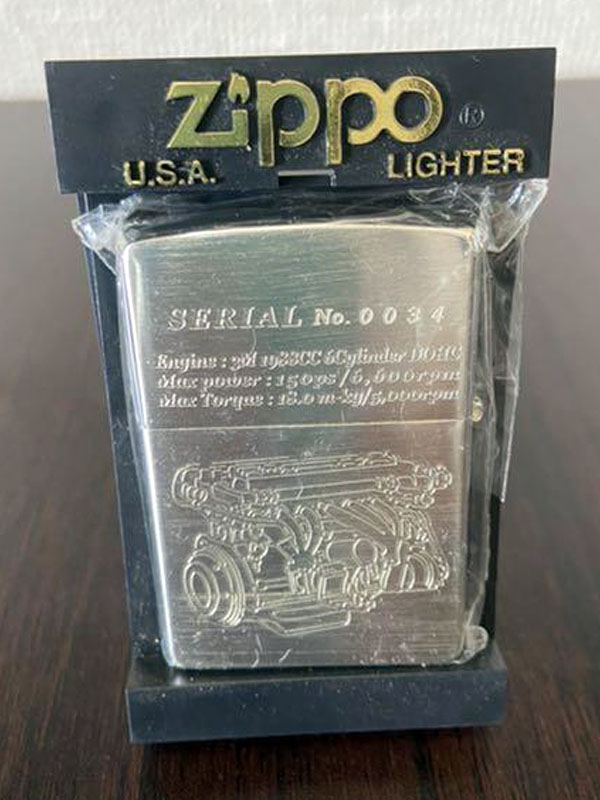 zippo®
U.S.A. LIGHTER
SERIAL No. 0034
Engine : 3M 1988CC 6Cylinder DOHC
Max power : 150ps/6,600rpm
Max Torque : 18.0m-kg/5,000rpm